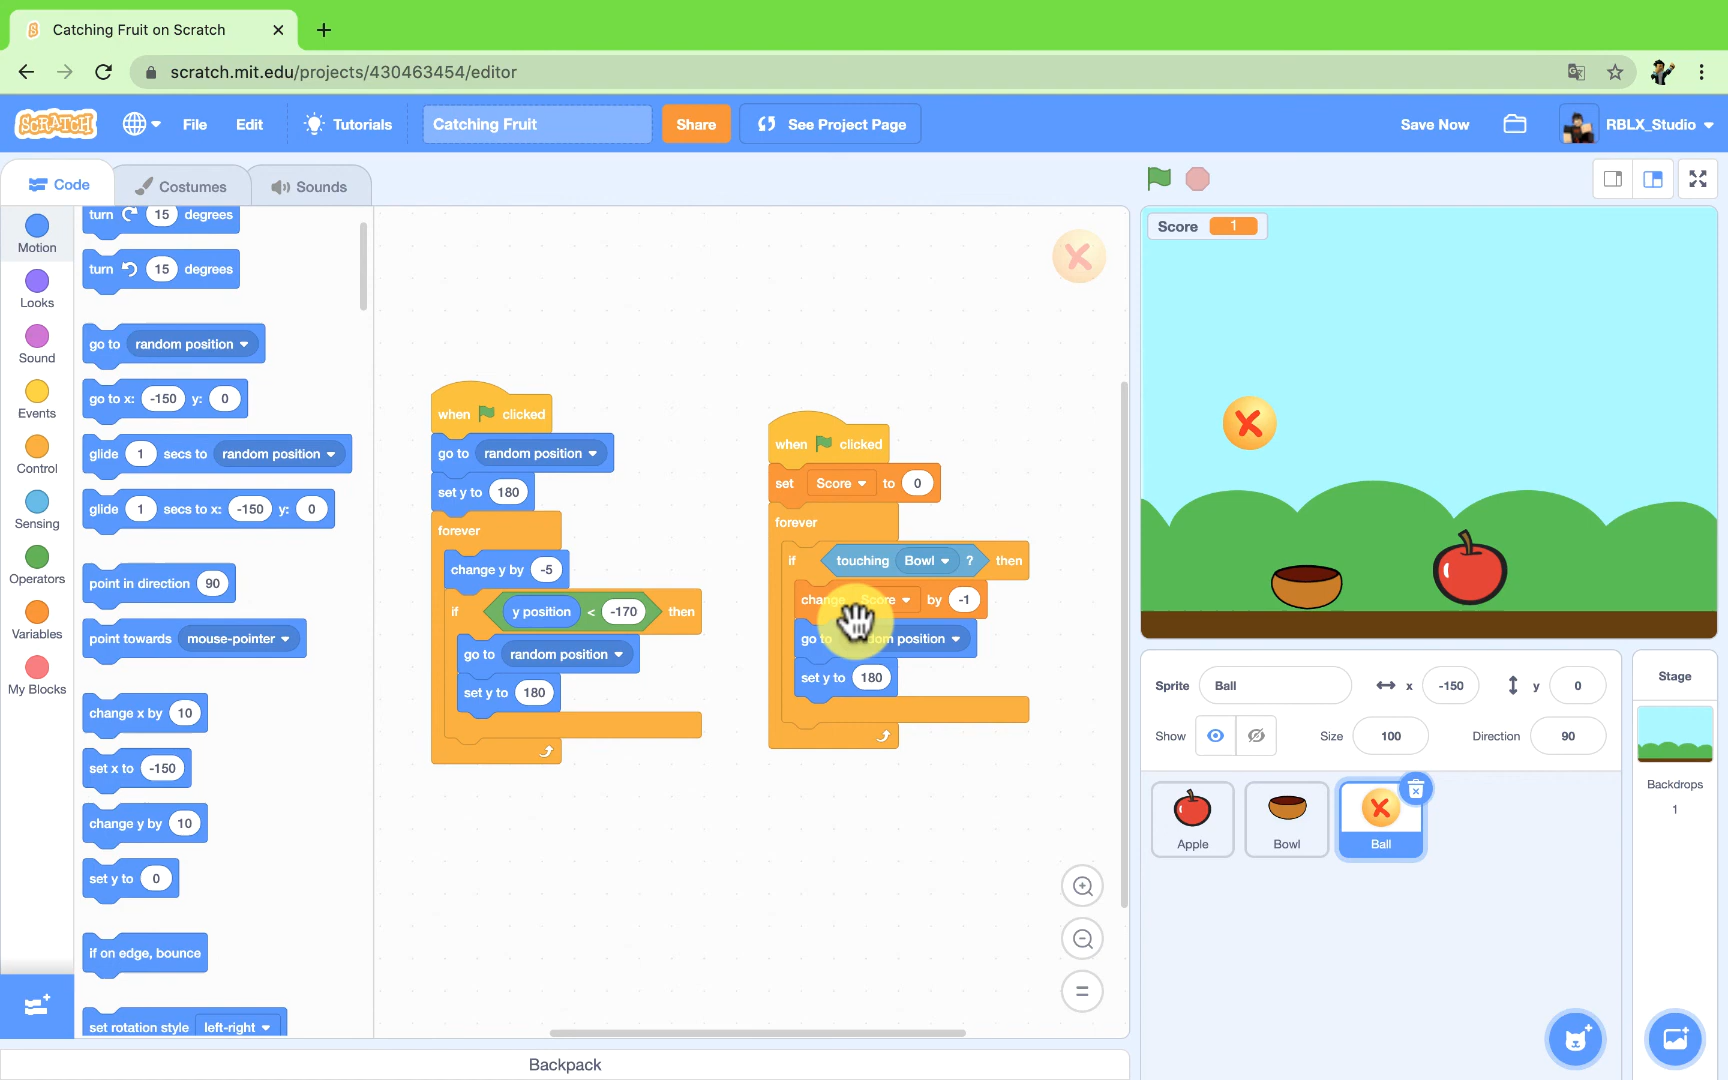 Catching Fruit on Scratch
scratch.mit.edu/projects/430463454/editor
SCRATCH
File
Edit
Tutorials
Catching Fruit
Share
See Project Page
Save Now
RBLX_Studio
Code
Costumes
Sounds
Motion
Looks
Sound
Events
Control
Sensing
Operators
Variables
My Blocks
turn 15 degrees
turn 15 degrees
go to random position
go to x: -150 y: 0
glide 1 secs to random position
glide 1 secs to x: -150 y: 0
point in direction 90
point towards mouse-pointer
change x by 10
set x to -150
change y by 10
set y to 0
if on edge, bounce
set rotation style left-right
when clicked
go to random position
set y to 180
forever
change y by -5
if y position < -170 then
go to random position
set y to 180
when clicked
set Score to 0
forever
if touching Bowl ? then
change Score by -1
go to position
set y to 180
Backpack
Score 1
Sprite Ball x -150 y 0
Show Size 100 Direction 90
Apple
Bowl
Ball
Stage
Backdrops
1